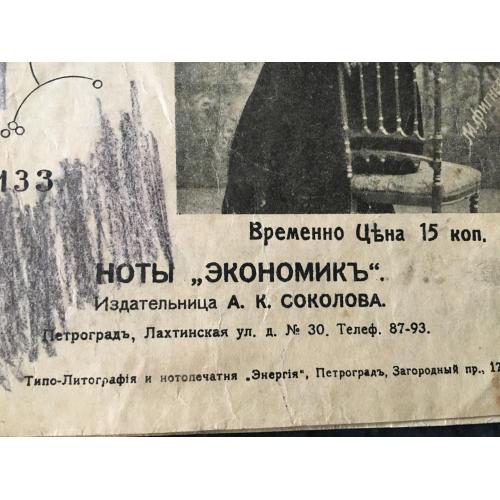 133
Временно Цѣна 15 коп.
НОТЫ „ЭКОНОМИКЪ“.
Издательница А. К. СОКОЛОВА.
Петроградъ, Лахтинская ул. д. № 30. Телеф. 87-93.
Типо-Литографія и нотопечатня „Энергія“, Петроградъ, Загородный пр., 17